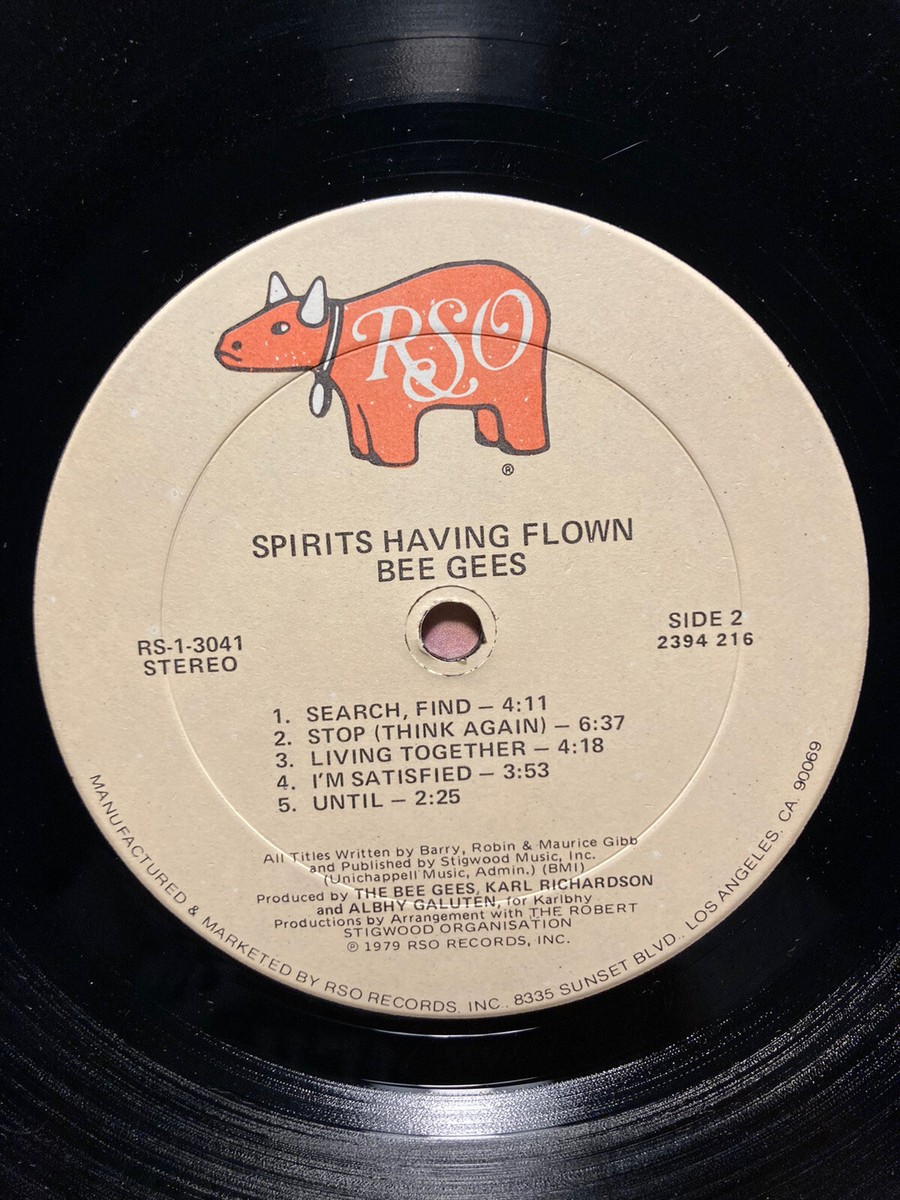 RSO
®
SPIRITS HAVING FLOWN
BEE GEES
RS-1-3041
STEREO
SIDE 2
2394 216
1. SEARCH, FIND – 4:11
2. STOP (THINK AGAIN) – 6:37
3. LIVING TOGETHER – 4:18
4. I'M SATISFIED – 3:53
5. UNTIL – 2:25
All Titles Written by Barry, Robin & Maurice Gibb
and Published by Stigwood Music, Inc.
(Unichappell Music, Admin.) (BMI)
Produced by THE BEE GEES, KARL RICHARDSON
and ALBHY GALUTEN, for Karlbhy
Productions by Arrangement with THE ROBERT
STIGWOOD ORGANISATION
℗ 1979 RSO RECORDS, INC.
MANUFACTURED & MARKETED BY RSO RECORDS, INC., 8335 SUNSET BLVD., LOS ANGELES, CA. 90069